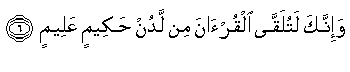 وَإِنَّكَ لَتُلَقَّى ٱلْقُرْءَانَ مِن لَّدُنْ حَكِيمٍ عَلِيمٍ ۝٦